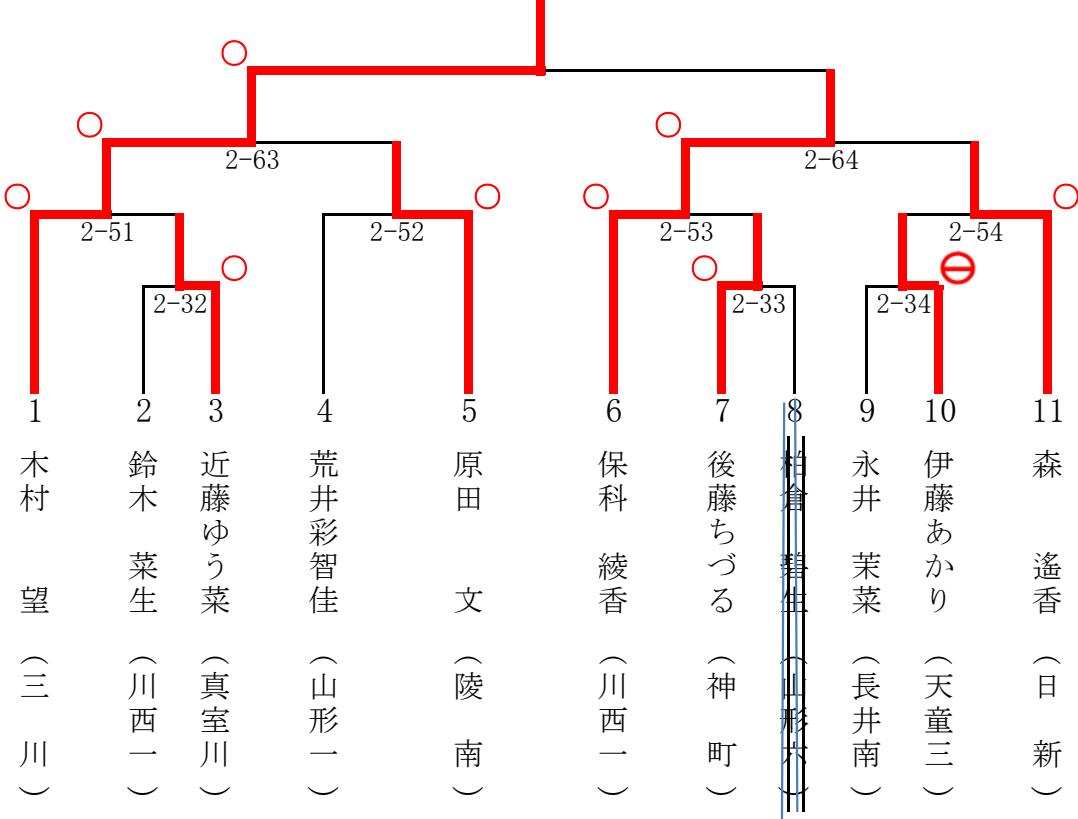 2-63
2-64
2-51
2-52
2-53
2-54
2-32
2-33
2-34
1
2
3
4
5
6
7
8
9
10
11
木村 望 (三川)
鈴木 菜生 (川西一)
近藤ゆう菜 (真室川)
荒井彩智佳 (山形一)
原田 文 (陵南)
保科 綾香 (川西一)
後藤ちづる (神町)
柏倉 碧生 (山形六)
永井 茉菜 (長井南)
伊藤あかり (天童三)
森 遙香 (日新)